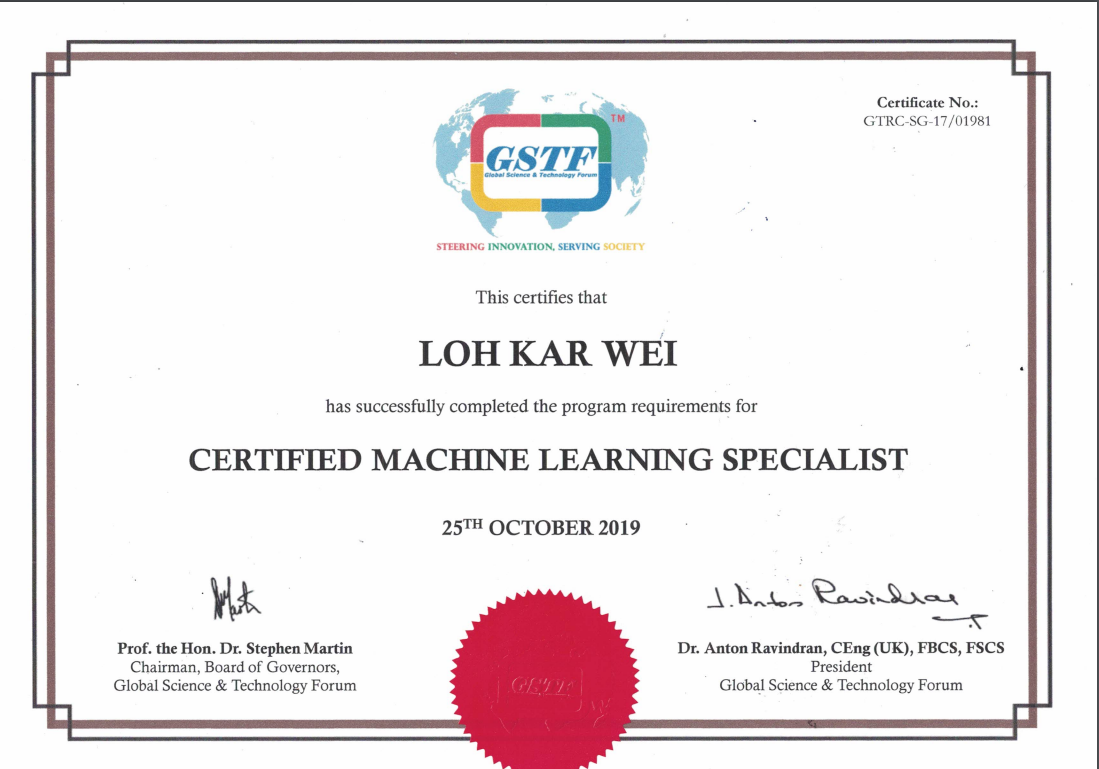 Certificate No.:
GTRC-SG-17/01981
TM
GSTF
Global Science & Technology Forum
STEERING INNOVATION, SERVING SOCIETY
This certifies that
LOH KAR WEI
has successfully completed the program requirements for
CERTIFIED MACHINE LEARNING SPECIALIST
25TH OCTOBER 2019
J. Anton Ravindran
Prof. the Hon. Dr. Stephen Martin
Chairman, Board of Governors,
Global Science & Technology Forum
Dr. Anton Ravindran, CEng (UK), FBCS, FSCS
President
Global Science & Technology Forum
GSTF